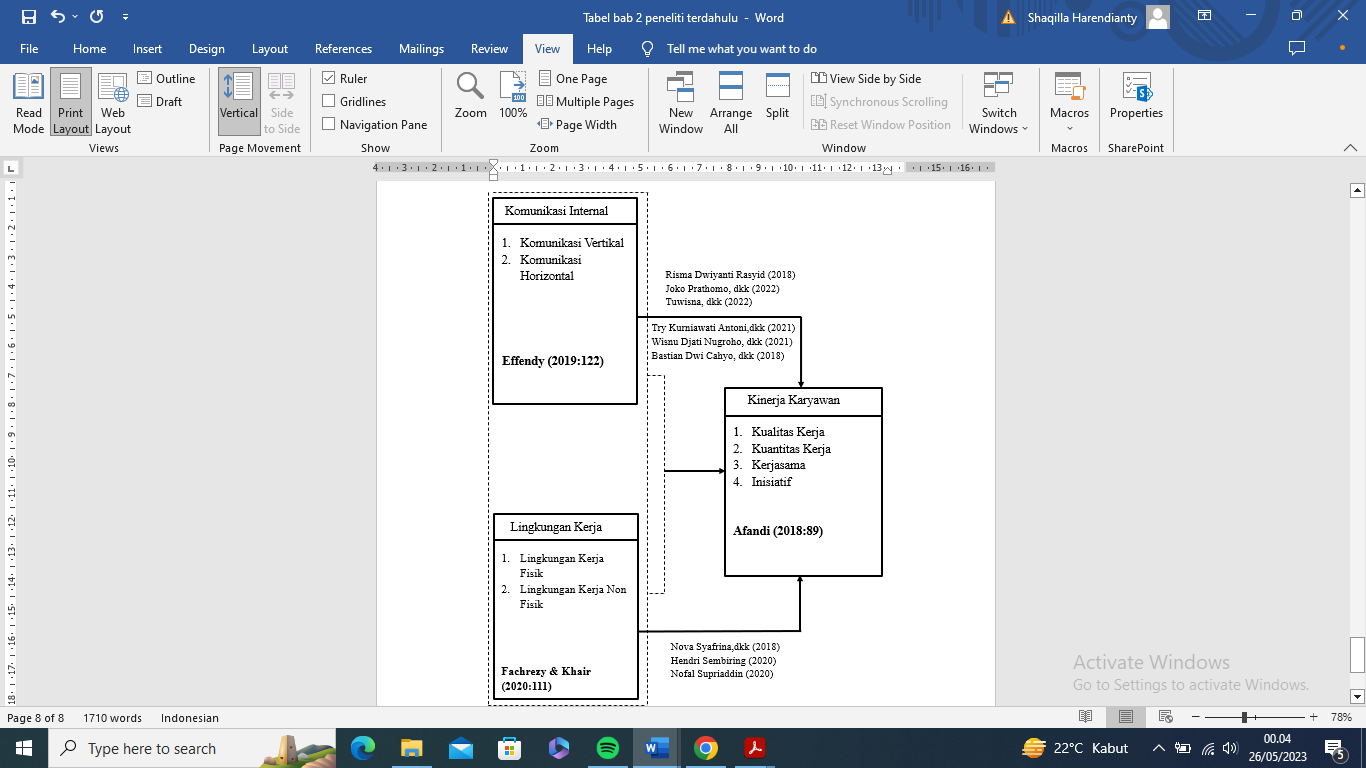 Tabel bab 2 peneliti terdahulu - Word
Shaqilla Harendianty
File Home Insert Design Layout References Mailings Review View Help Tell me what you want to do
Read Mode
Print Layout
Web Layout
Outline
Draft
Views
Vertical
Side to Side
Page Movement
Ruler
Gridlines
Navigation Pane
Show
Zoom
100%
One Page
Multiple Pages
Page Width
Zoom
New Window
Arrange All
Split
View Side by Side
Synchronous Scrolling
Reset Window Position
Switch Windows
Window
Macros
Macros
Properties
SharePoint
Komunikasi Internal
1. Komunikasi Vertikal
2. Komunikasi
Horizontal
Effendy (2019:122)
Risma Dwiyanti Rasyid (2018)
Joko Prathomo, dkk (2022)
Tuwisna, dkk (2022)
Try Kurniawati Antoni,dkk (2021)
Wisnu Djati Nugroho, dkk (2021)
Bastian Dwi Cahyo, dkk (2018)
Kinerja Karyawan
1. Kualitas Kerja
2. Kuantitas Kerja
3. Kerjasama
4. Inisiatif
Afandi (2018:89)
Lingkungan Kerja
1. Lingkungan Kerja
Fisik
2. Lingkungan Kerja Non
Fisik
Fachrezy & Khair
(2020:111)
Nova Syafrina,dkk (2018)
Hendri Sembiring (2020)
Nofal Supriaddin (2020)
Activate Windows
Go to Settings to activate Windows.
Page 8 of 8 1710 words Indonesian
78%
Type here to search
22°C Kabut
00.04
26/05/2023
5